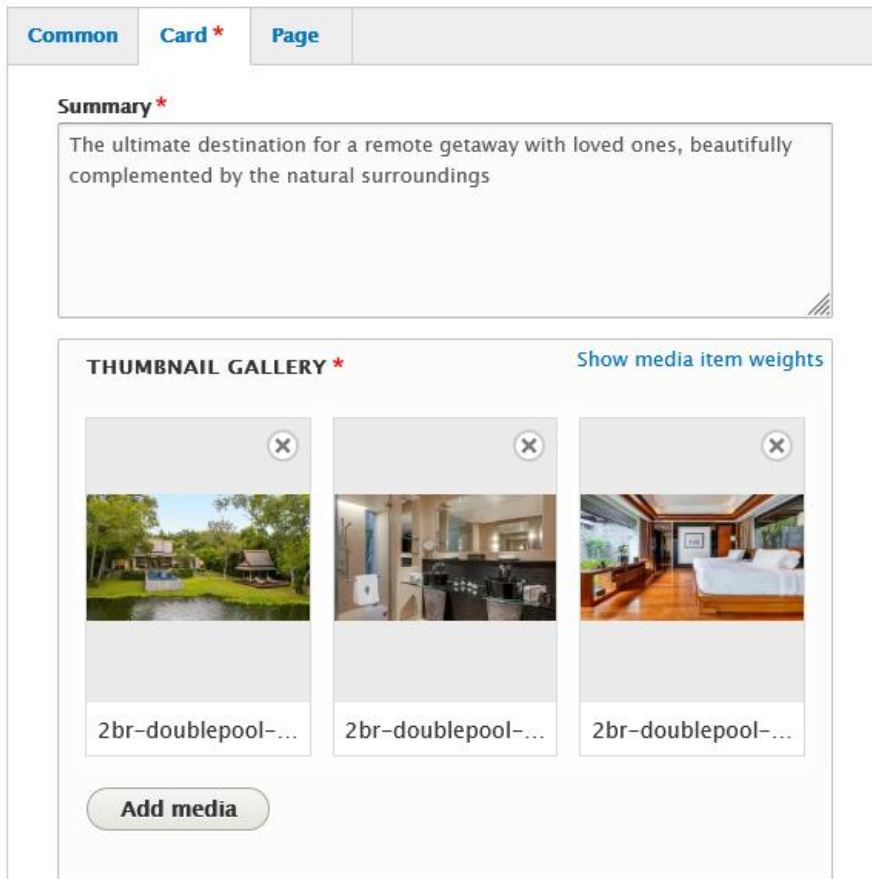 Common Card * Page
Summary *
The ultimate destination for a remote getaway with loved ones, beautifully
complemented by the natural surroundings
THUMBNAIL GALLERY * Show media item weights
2br-doublepool-... 2br-doublepool-... 2br-doublepool-...
Add media